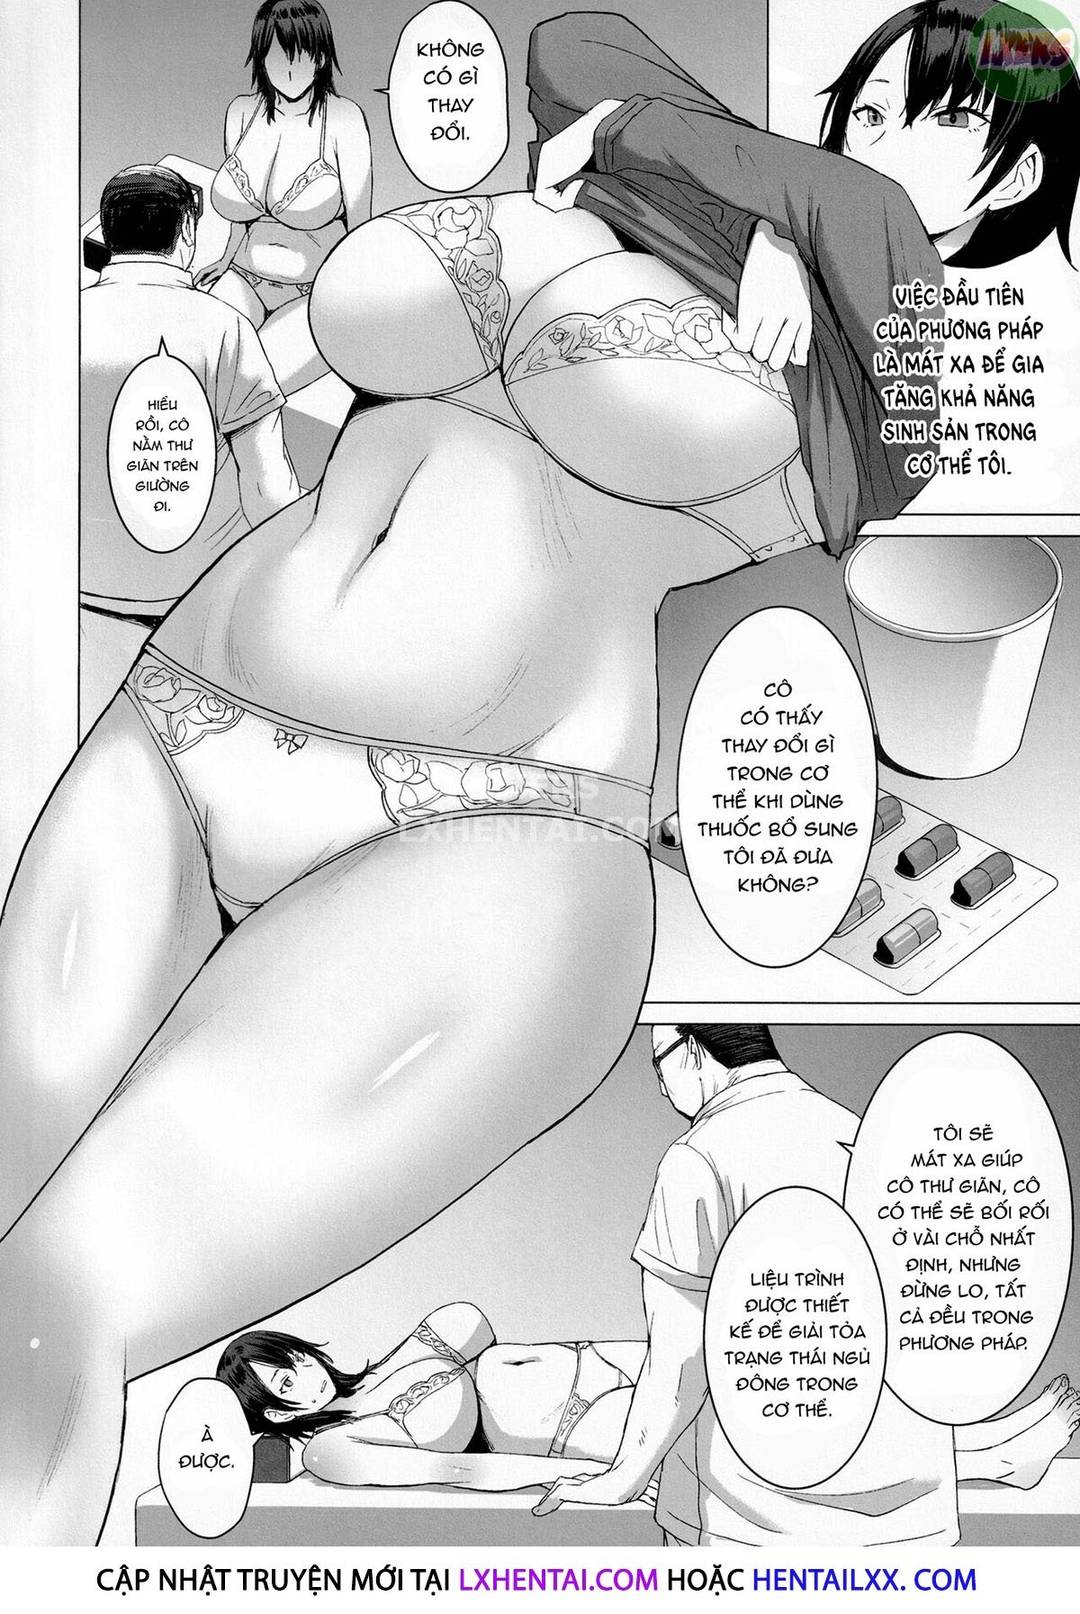 VIỆC ĐẦU TIÊN
CỦA PHƯƠNG PHÁP
LÀ MÁT XA ĐỂ GIA
TĂNG KHẢ NĂNG
SINH SẢN TRONG
CƠ THỂ TÔI.
CÔ
CÓ THẤY
THAY ĐỔI GÌ
TRONG CƠ
THỂ KHI DÙNG
THUỐC BỔ SUNG
TÔI ĐÃ ĐƯA
KHÔNG?
KHÔNG
CÓ GÌ
THAY
ĐỔI.
HIỂU
RỒI, CÔ
NẰM THƯ
GIÃN TRÊN
GIƯỜNG
ĐI.
TÔI SẼ
MÁT XA GIÚP
CÔ THƯ GIÃN, CÔ
CÓ THỂ SẼ BỐI RỐI
Ở VÀI CHỖ NHẤT
ĐỊNH, NHƯNG
ĐỪNG LO, TẤT
CẢ ĐỀU TRONG
PHƯƠNG PHÁP.
LIỆU TRÌNH
ĐƯỢC THIẾT
KẾ ĐỂ GIẢI TỎA
TRẠNG THÁI NGỦ
ĐÔNG TRONG
CƠ THỂ.
À
ĐƯỢC.
LXHENTAI.COM
CẬP NHẬT TRUYỆN MỚI TẠI LXHENTAI.COM HOẶC HENTAILXX. COM